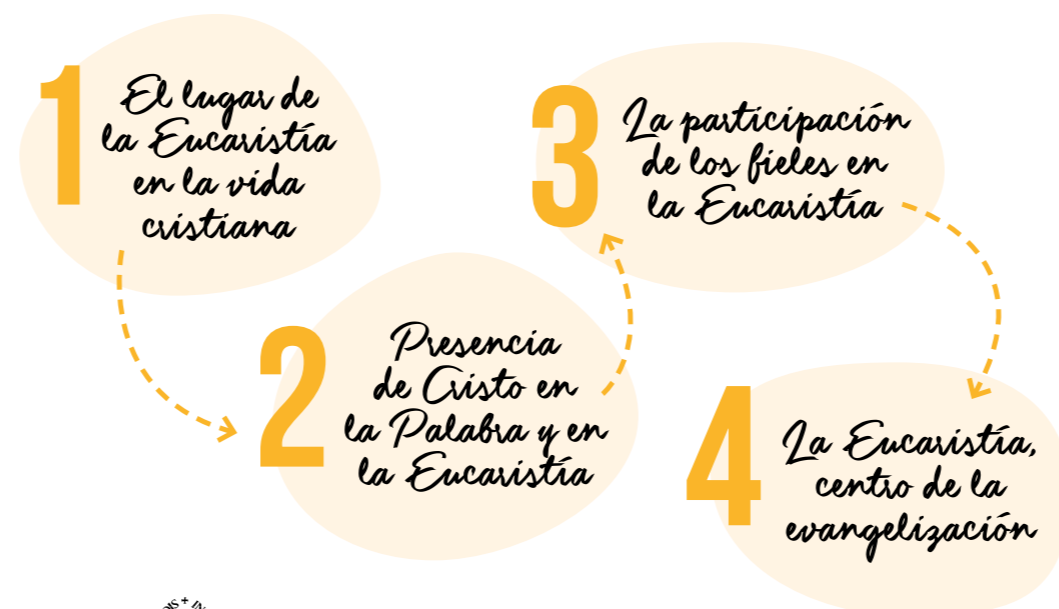 1
El lugar de
la Eucaristía
en la vida
cristiana
2
Presencia
de Cristo en
la Palabra y en
la Eucaristía
3
La participación
de los fieles en
la Eucaristía
4
La Eucaristía,
centro de la
evangelización